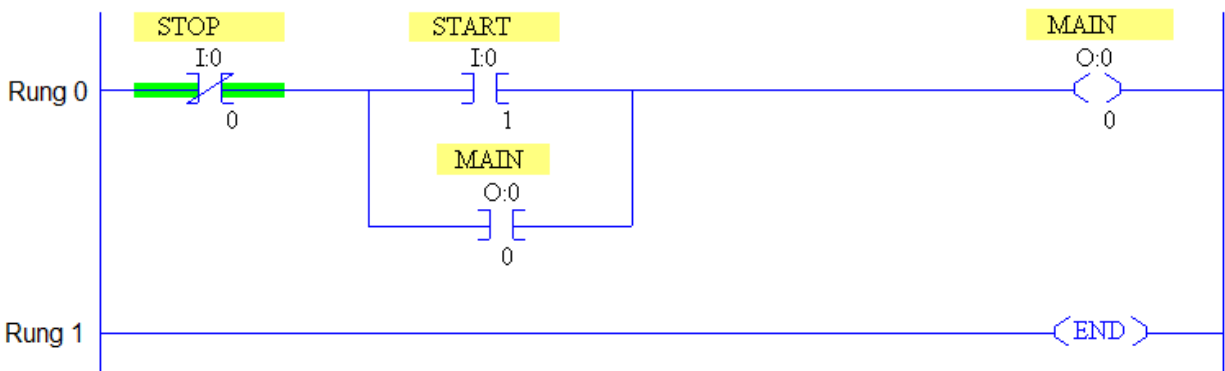 STOP START MAIN
I:0 I:0 O:0
Rung 0
0 1 0
MAIN
O:0
0
Rung 1 END